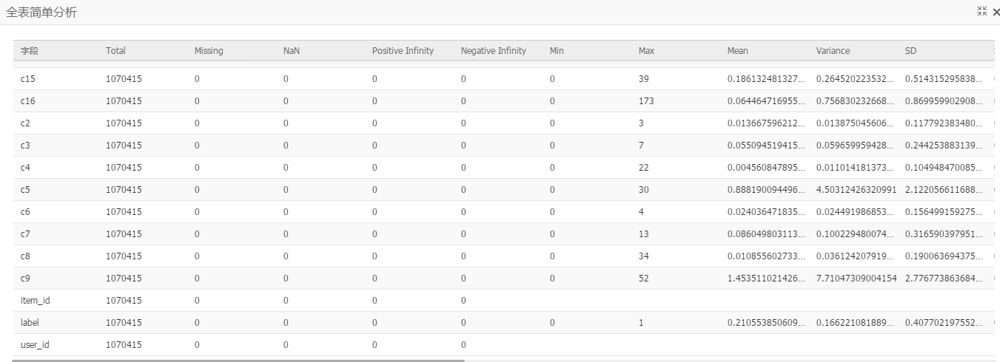 全表简单分析
字段 Total Missing NaN Positive Infinity Negative Infinity Min Max Mean Variance SD
c15 1070415 0 0 0 0 0 39 0.186132481327... 0.264520223532... 0.514315295838...
c16 1070415 0 0 0 0 0 173 0.064464716955... 0.756830232668... 0.869959902908...
c2 1070415 0 0 0 0 0 3 0.013667596212... 0.013875045606... 0.117792383480...
c3 1070415 0 0 0 0 0 7 0.055094519415... 0.059659959428... 0.244253883139...
c4 1070415 0 0 0 0 0 22 0.004560847895... 0.011014181373... 0.104948470085...
c5 1070415 0 0 0 0 0 30 0.888190094496... 4.50312426320991 2.122056611688...
c6 1070415 0 0 0 0 0 4 0.024036471835... 0.024491986853... 0.156499159275...
c7 1070415 0 0 0 0 0 13 0.086049803113... 0.100229480074... 0.316590397951...
c8 1070415 0 0 0 0 0 34 0.010855602733... 0.036124207919... 0.190063694375...
c9 1070415 0 0 0 0 0 52 1.453511021426... 7.71047309004154 2.776773863684...
item_id 1070415 0 0 0 0
label 1070415 0 0 0 0 0 1 0.210553850609... 0.166221081889... 0.407702197552...
user_id 1070415 0 0 0 0